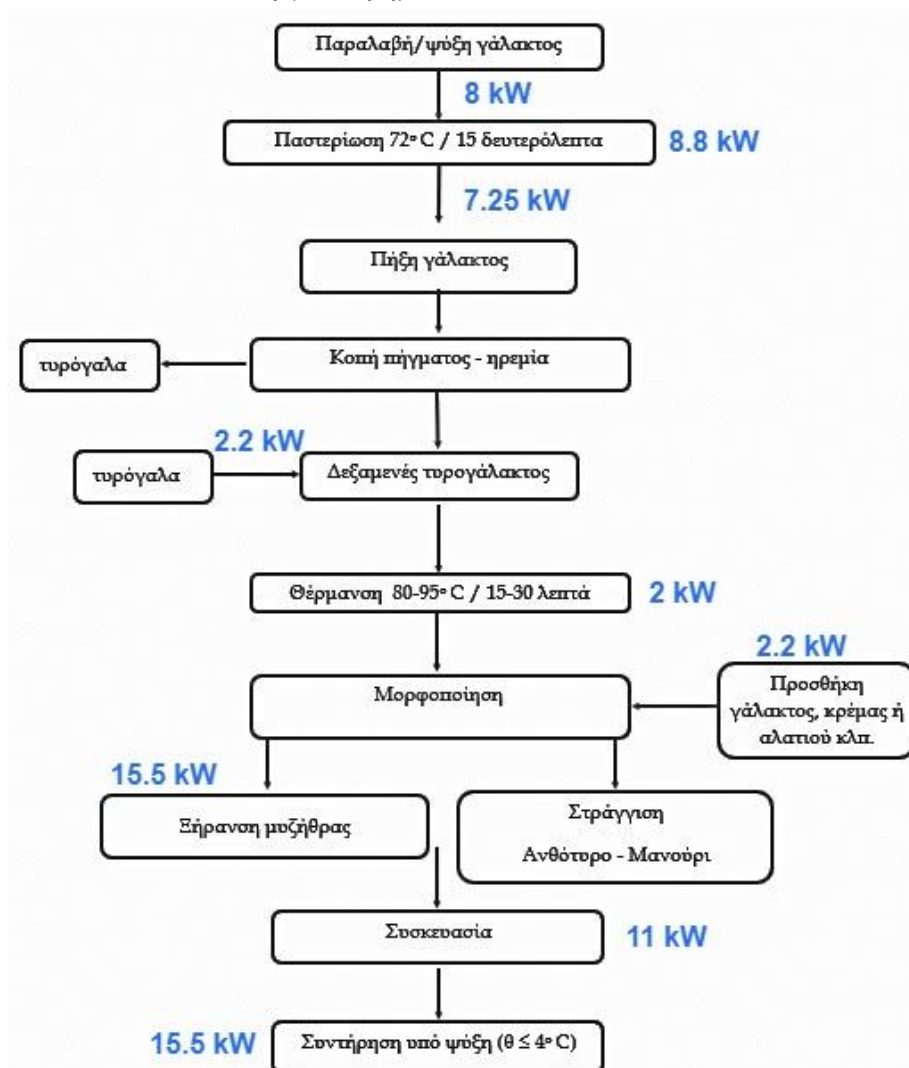 Παραλαβή/ψύξη γάλακτος
8 kW
Παστερίωση 72ο C / 15 δευτερόλεπτα
8.8 kW
7.25 kW
Πήξη γάλακτος
Κοπή πήγματος - ηρεμία
τυρόγαλα
2.2 kW
τυρόγαλα
Δεξαμενές τυρογάλακτος
Θέρμανση 80-95ο C / 15-30 λεπτά
2 kW
2.2 kW
Μορφοποίηση
Προσθήκη
γάλακτος, κρέμας ή
αλατιού κλπ.
15.5 kW
Ξήρανση μυζήθρας
Στράγγιση
Ανθότυρο - Μανούρι
Συσκευασία
11 kW
15.5 kW
Συντήρηση υπό ψύξη (θ ≤ 4ο C)